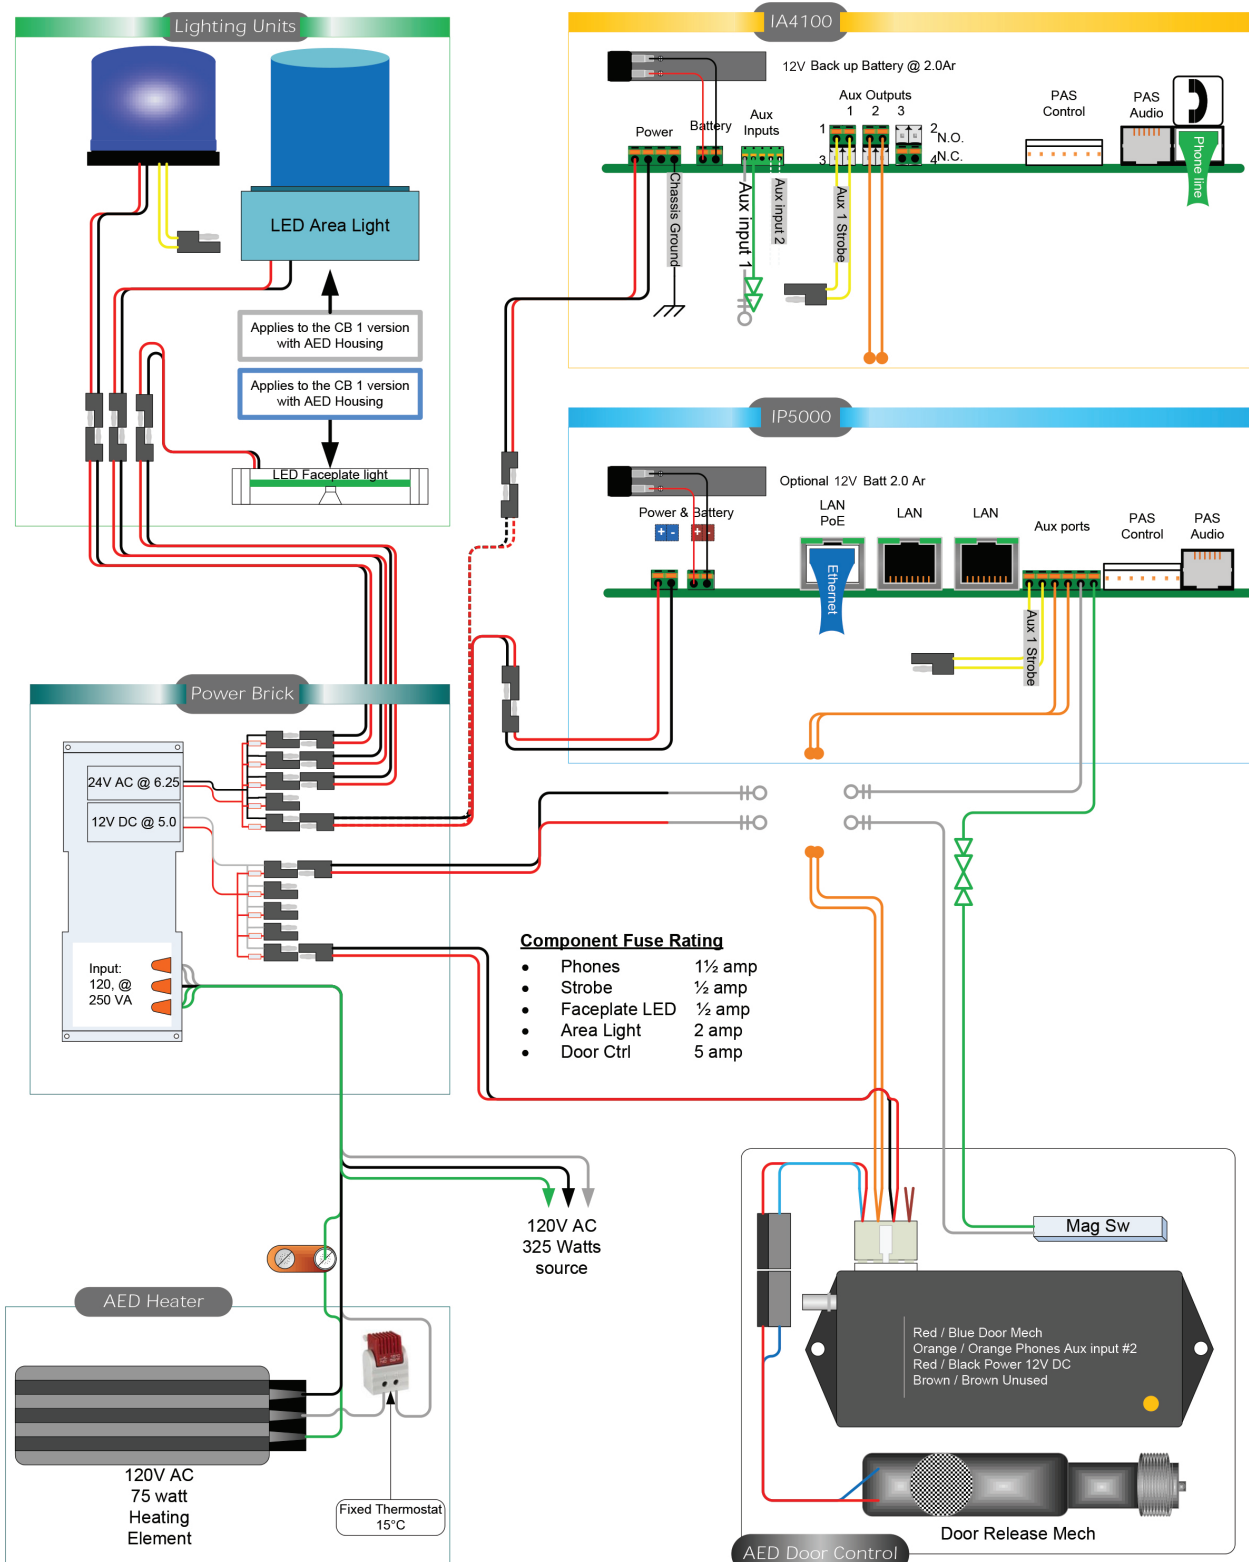 Lighting Units
LED Area Light
Applies to the CB 1 version
with AED Housing
Applies to the CB 1 version
with AED Housing
LED Faceplate light
IA4100
12V Back up Battery @ 2.0Ar
Power
Battery
Aux
Inputs
Aux Outputs
1 2 3
1
3
2
N.O.
4
N.C.
PAS
Control
PAS
Audio
Phone line
Chassis Ground
Aux input 1
Aux input 2
Aux 1 Strobe
IP5000
Optional 12V Batt 2.0 Ar
Power & Battery
+ -
+ -
LAN
PoE
LAN
LAN
Aux ports
PAS
Control
PAS
Audio
Ethernet
Aux 1 Strobe
Power Brick
24V AC @ 6.25
12V DC @ 5.0
Input:
120, @
250 VA
Component Fuse Rating
• Phones 1½ amp
• Strobe ½ amp
• Faceplate LED ½ amp
• Area Light 2 amp
• Door Ctrl 5 amp
120V AC
325 Watts
source
AED Heater
120V AC
75 watt
Heating
Element
Fixed Thermostat
15°C
Mag Sw
Red / Blue Door Mech
Orange / Orange Phones Aux input #2
Red / Black Power 12V DC
Brown / Brown Unused
Door Release Mech
AED Door Control